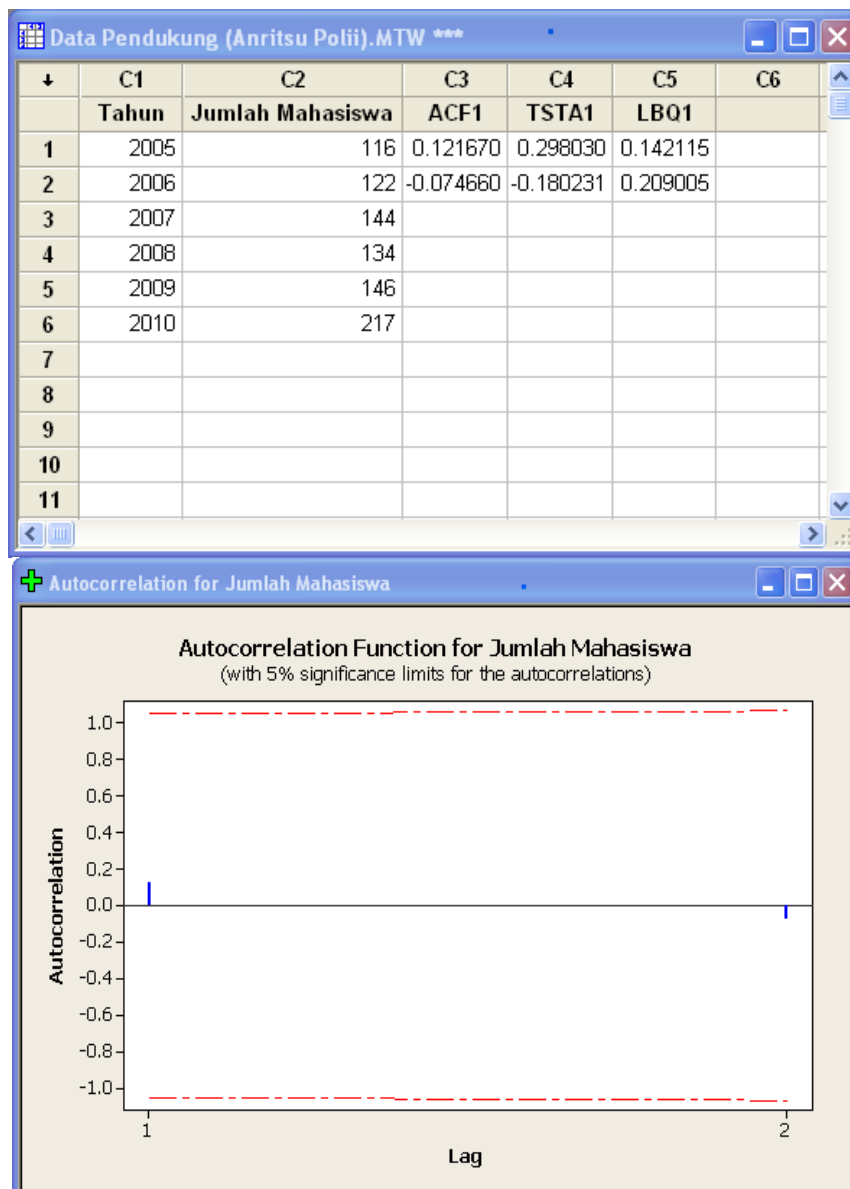 Data Pendukung (Anritsu Polii).MTW ***
C1 C2 C3 C4 C5 C6
Tahun Jumlah Mahasiswa ACF1 TSTA1 LBQ1
1 2005 116 0.121670 0.298030 0.142115
2 2006 122 -0.074660 -0.180231 0.209005
3 2007 144
4 2008 134
5 2009 146
6 2010 217
7
8
9
10
11
Autocorrelation for Jumlah Mahasiswa
Autocorrelation Function for Jumlah Mahasiswa
(with 5% significance limits for the autocorrelations)
Autocorrelation
1.0
0.8
0.6
0.4
0.2
0.0
-0.2
-0.4
-0.6
-0.8
-1.0
1 2
Lag